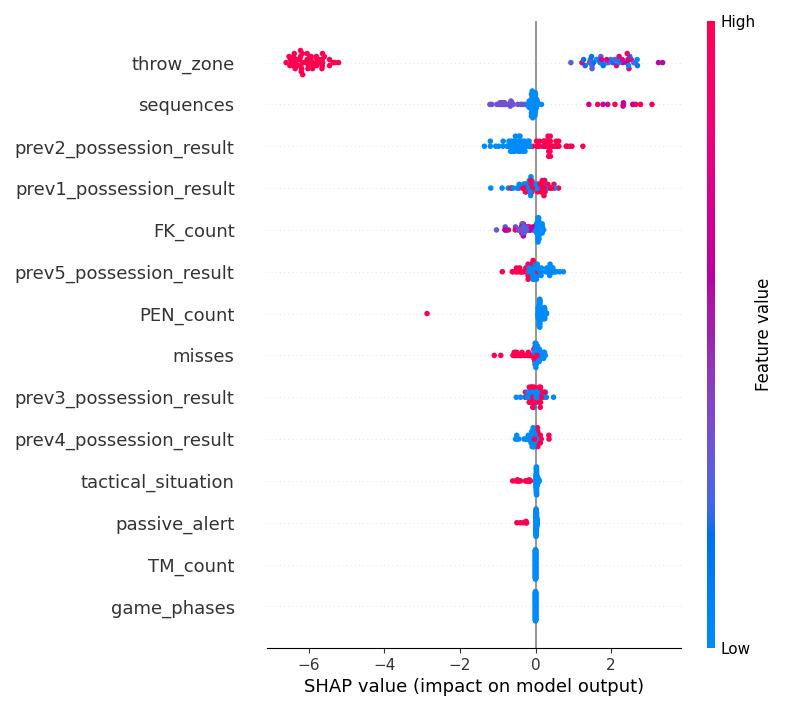 High
throw_zone
sequences
prev2_possession_result
prev1_possession_result
FK_count
prev5_possession_result
PEN_count
misses
prev3_possession_result
prev4_possession_result
tactical_situation
passive_alert
TM_count
game_phases
Feature value
Low
−6 −4 −2 0 2
SHAP value (impact on model output)